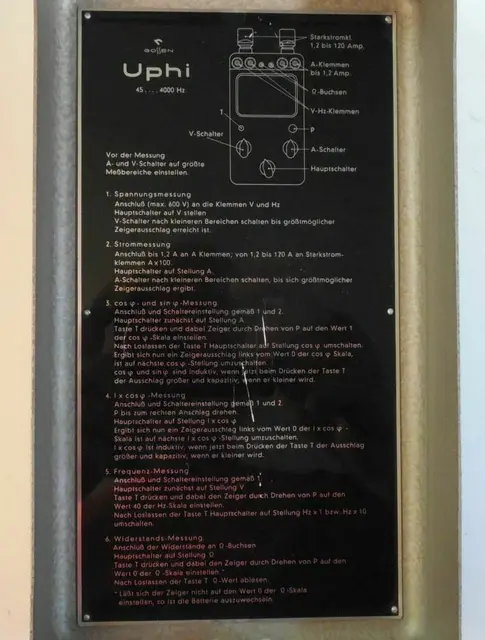 GOSSEN
Uphi
45....4000 Hz
Starkstromkl.
1,2 bis 120 Amp.
A-Klemmen
bis 1,2 Amp.
Ω-Buchsen
V-Hz-Klemmen
T
P
V-Schalter
A-Schalter
Hauptschalter
Vor der Messung
A- und V-Schalter auf größte
Meßbereiche einstellen.
1. Spannungsmessung
Anschluß (max. 600 V) an die Klemmen V und Hz
Hauptschalter auf V stellen
V-Schalter nach kleineren Bereichen schalten bis größtmöglicher
Zeigerausschlag erreicht ist.
2. Strommessung
Anschluß bis 1,2 A an A Klemmen; von 1,2 bis 120 A an Starkstrom-
klemmen A x 100.
Hauptschalter auf Stellung A.
A-Schalter nach kleineren Bereichen schalten, bis sich größtmöglicher
Zeigerausschlag ergibt.
3. cos φ - und sin φ -Messung
Anschluß und Schaltereinstellung gemäß 1 und 2.
Hauptschalter zunächst auf Stellung A.
Taste T drücken und dabei Zeiger durch Drehen von P auf den Wert 1
der cos φ -Skala einstellen.
Nach Loslassen der Taste T Hauptschalter auf Stellung cos φ umschalten.
Ergibt sich nun ein Zeigerausschlag links vom Wert 0 der cos φ Skala,
ist auf nächste cos φ -Stellung umzuschalten.
cos φ und sin φ sind induktiv, wenn jetzt beim Drücken der Taste T
der Ausschlag größer und kapazitiv, wenn er kleiner wird.
4. I x cos φ -Messung
Anschluß und Schaltereinstellung gemäß 1 und 2.
P bis zum rechten Anschlag drehen.
Hauptschalter auf Stellung I x cos φ
Ergibt sich nun ein Zeigerausschlag links vom Wert 0 der I x cos φ -
Skala ist auf nächste I x cos φ -Stellung umzuschalten.
I x cos φ ist induktiv, wenn jetzt beim Drücken der Taste T der Ausschlag
größer und kapazitiv, wenn er kleiner wird.
5. Frequenz-Messung
Anschluß und Schaltereinstellung gemäß 1
Hauptschalter zunächst auf Stellung V
Taste T drücken und dabei den Zeiger durch Drehen von P auf den
Wert 40 der Hz-Skala einstellen.
Nach Loslassen der Taste T Hauptschalter auf Stellung Hz x 1 bzw. Hz x 10
umschalten.
6. Widerstands-Messung
Anschluß der Widerstände an Ω-Buchsen
Hauptschalter auf Stellung Ω
Taste T drücken und dabei den Zeiger durch Drehen von P auf den
Wert 0 der Ω -Skala einstellen *
Nach Loslassen der Taste T Ω -Wert ablesen.
* Läßt sich der Zeiger nicht auf den Wert 0 der Ω -Skala
einstellen, so ist die Batterie auszuwechseln.